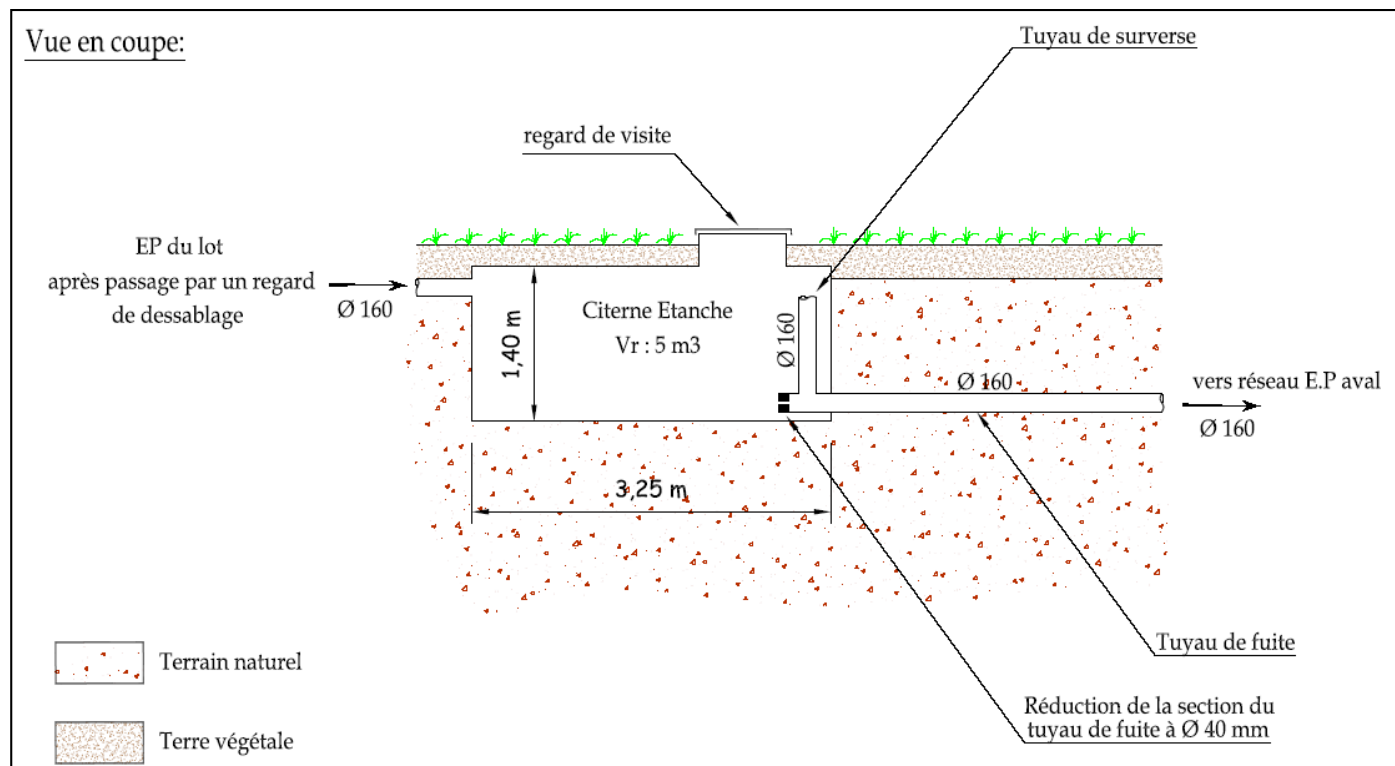 Vue en coupe:
Tuyau de surverse
regard de visite
EP du lot
après passage par un regard
de dessablage
Ø 160
1,40 m
Citerne Etanche
Vr : 5 m3
Ø 160
Ø 160
vers réseau E.P aval
Ø 160
3,25 m
Tuyau de fuite
Réduction de la section du
tuyau de fuite à Ø 40 mm
Terrain naturel
Terre végétale